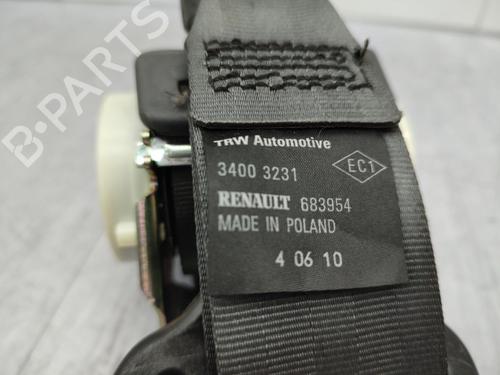 B-PARTS
TRW Automotive
3400 3231
EC1
RENAULT 683954
MADE IN POLAND
4 06 10